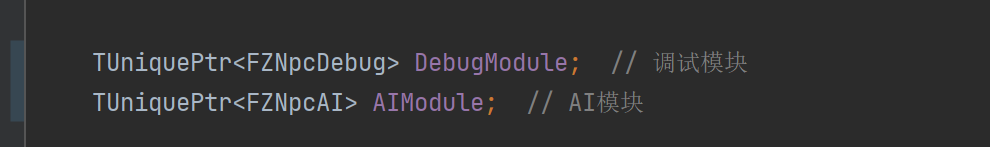 TUniquePtr<FZNpcDebug> DebugModule;  // 调试模块
TUniquePtr<FZNpcAI> AIModule;  // AI模块